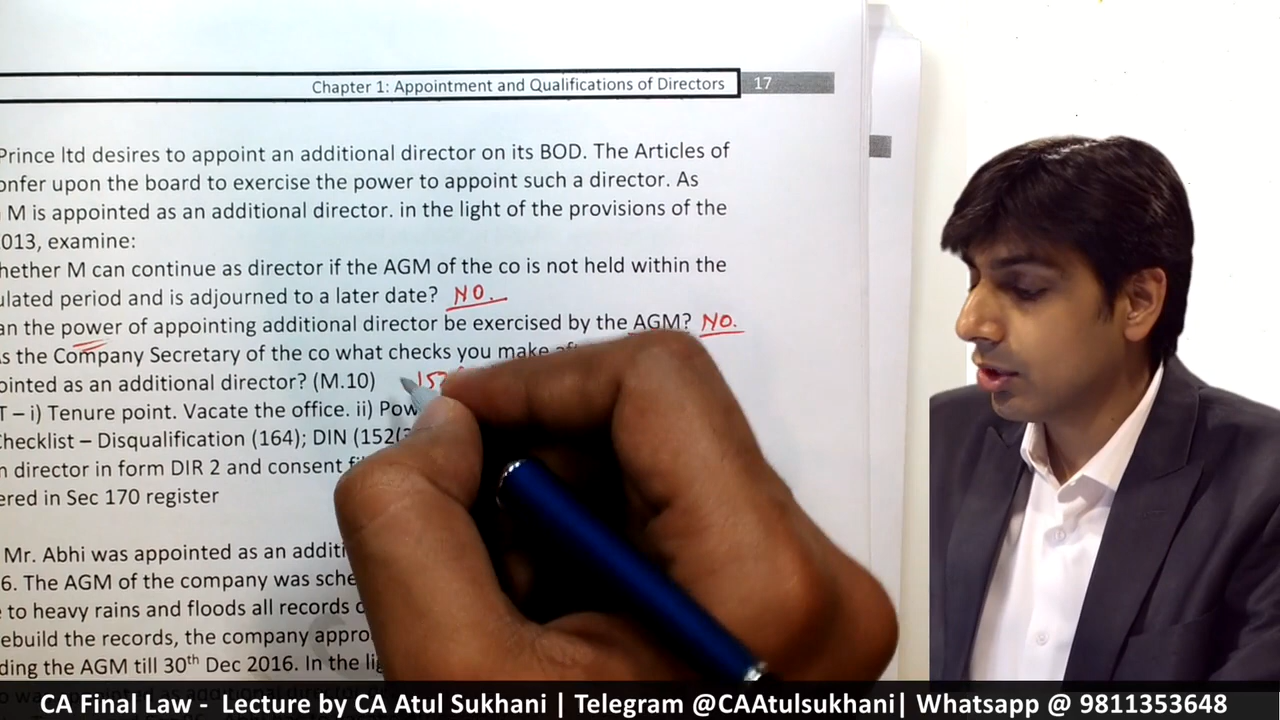 Chapter 1: Appointment and Qualifications of Directors 17
Prince ltd desires to appoint an additional director on its BOD. The Articles of
onfer upon the board to exercise the power to appoint such a director. As
M is appointed as an additional director. in the light of the provisions of the
013, examine:
hether M can continue as director if the AGM of the co is not held within the
ulated period and is adjourned to a later date? NO.
an the power of appointing additional director be exercised by the AGM? NO.
s the Company Secretary of the co what checks you make
ointed as an additional director? (M.10) 152
T – i) Tenure point. Vacate the office. ii) Pow
Checklist – Disqualification (164); DIN (152(3
n director in form DIR 2 and consent
ered in Sec 170 register
Mr. Abhi was appointed as an additi
6. The AGM of the company was sche
e to heavy rains and floods all records
ebuild the records, the company appro
ding the AGM till 30th Dec 2016. In the lig
CA Final Law - Lecture by CA Atul Sukhani | Telegram @CAAtulsukhani| Whatsapp @ 9811353648